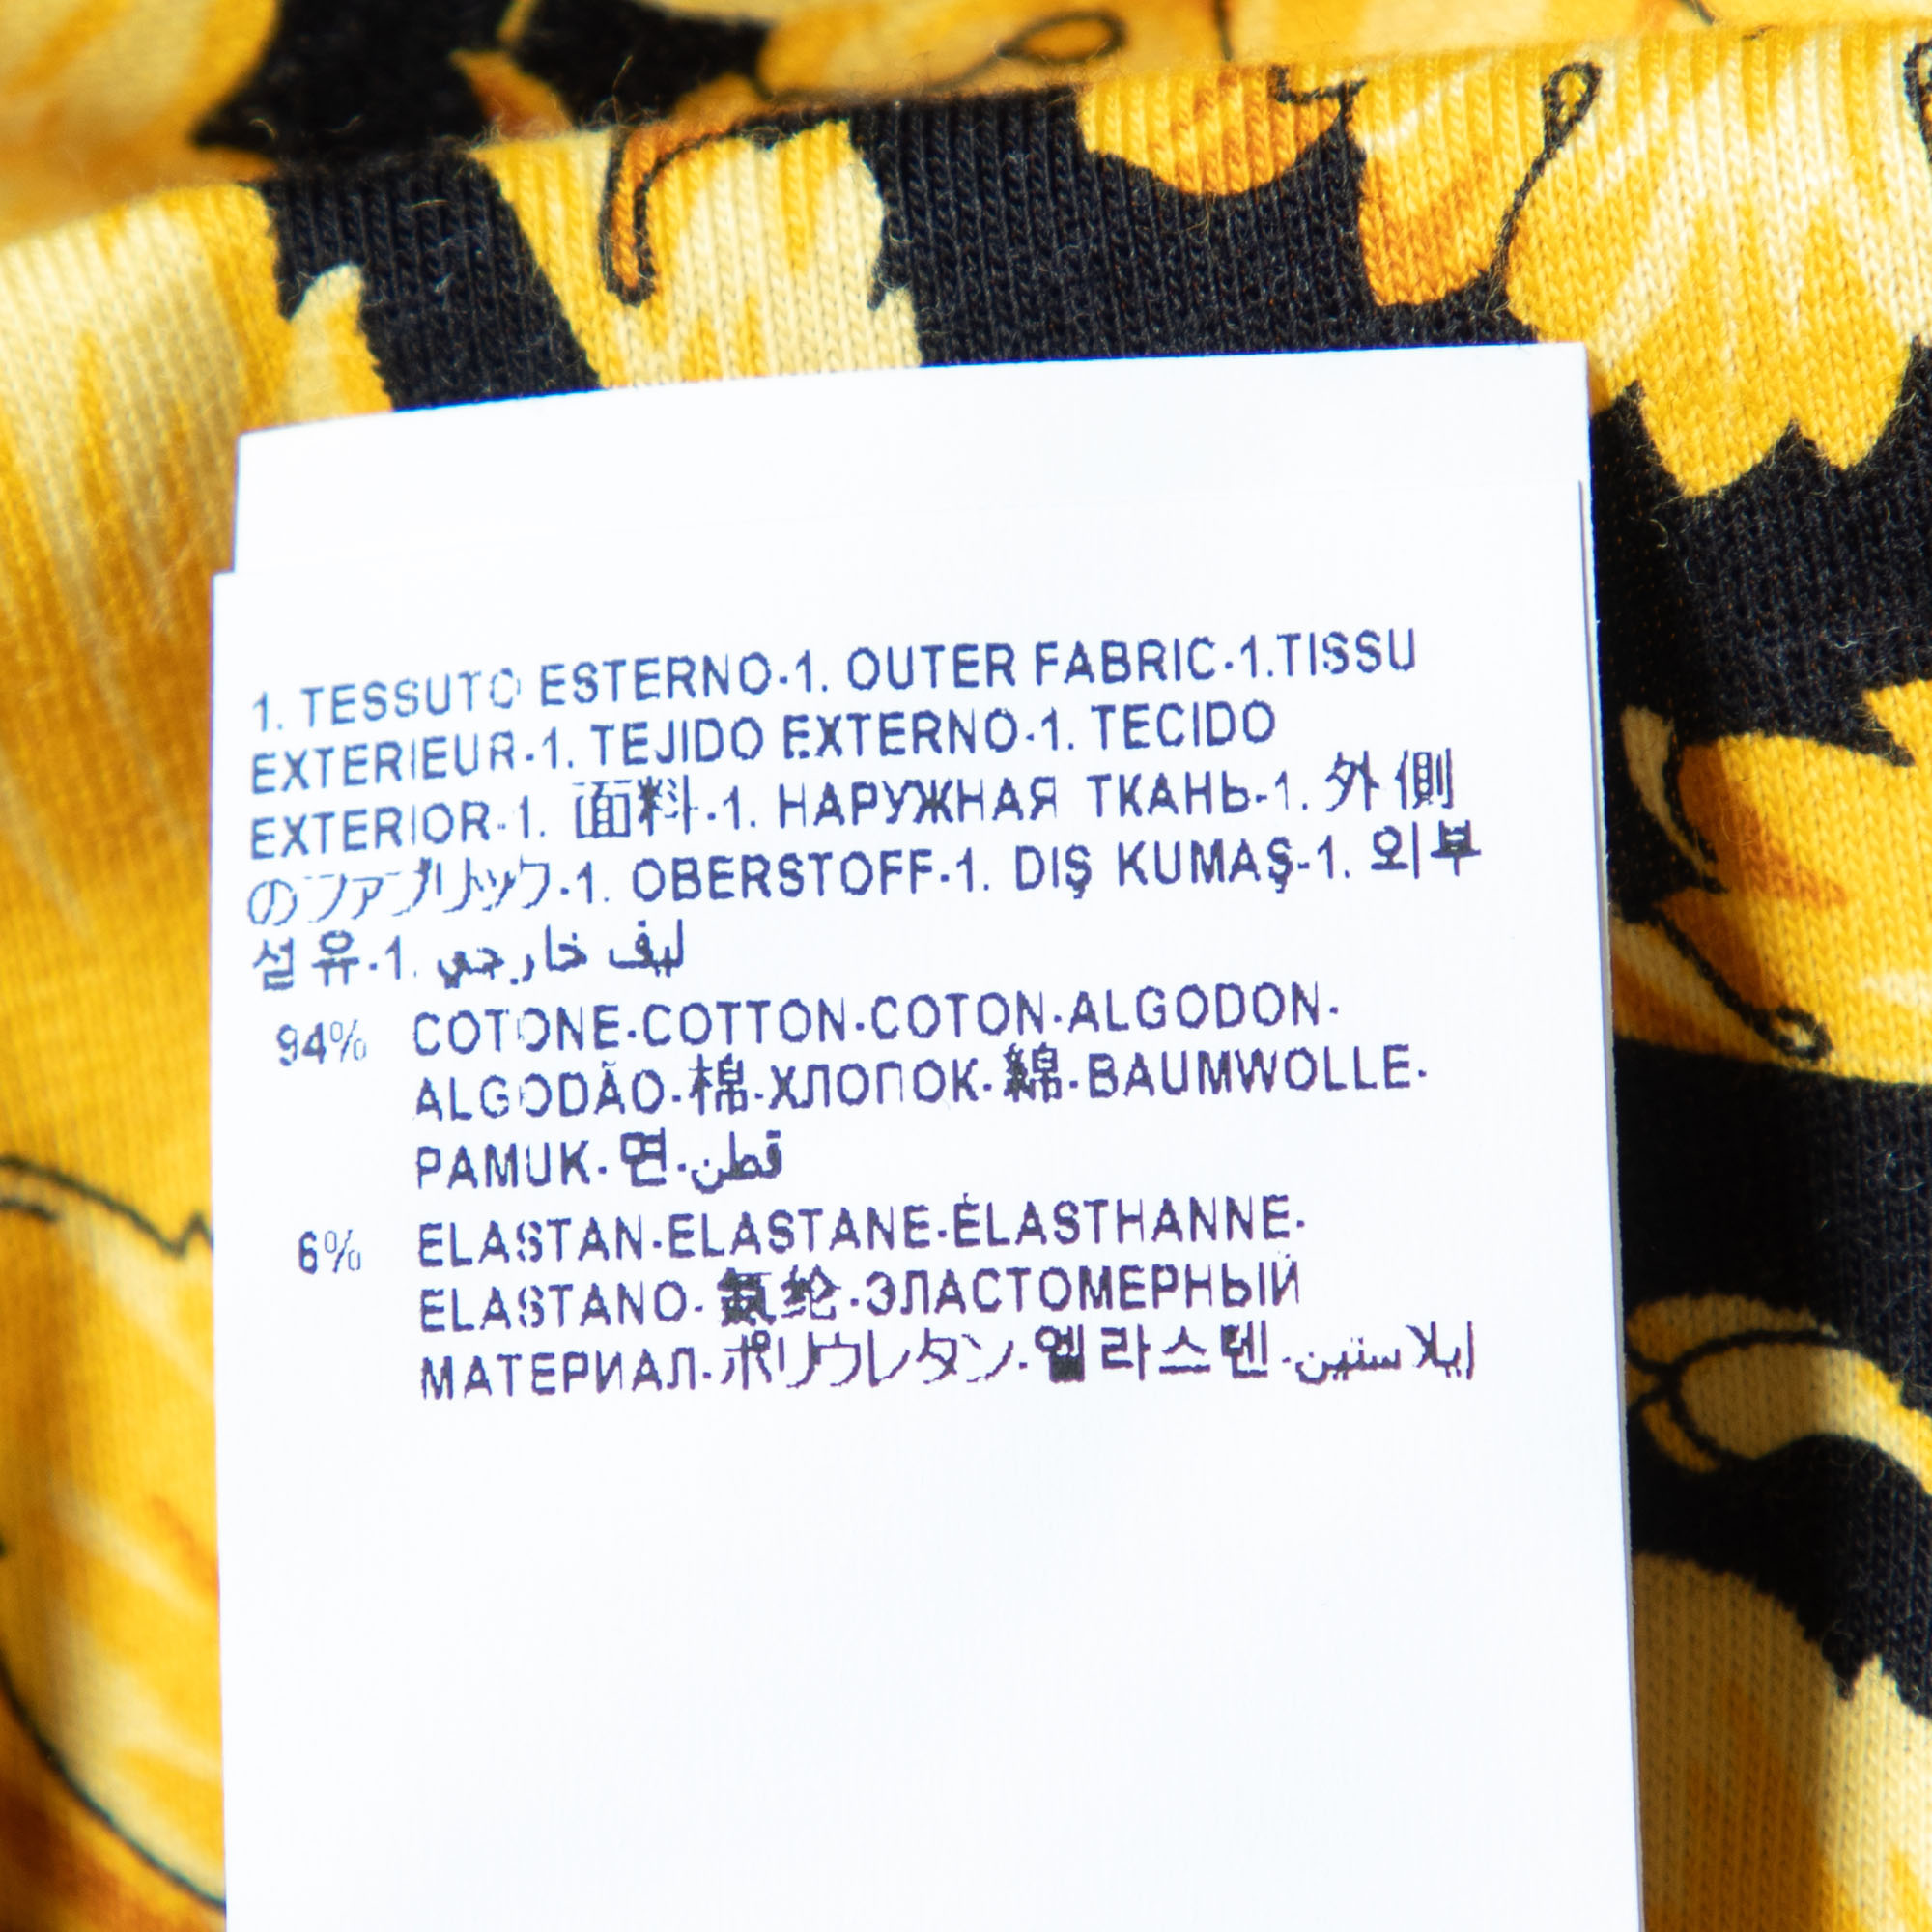 1. TESSUTO ESTERNO-1. OUTER FABRIC-1.TISSU
EXTERIEUR-1. TEJIDO EXTERNO-1. TECIDO
EXTERIOR-1. 面料-1. НАРУЖНАЯ ТКАНЬ-1. 外側
のファブリック-1. OBERSTOFF-1. DIŞ KUMAŞ-1. 외부
섬유-1. ليف خارجي
94% COTONE-COTTON-COTON-ALGODON-
ALGODÃO-棉-ХЛОПОК-綿-BAUMWOLLE-
PAMUK-면-قطن
6% ELASTAN-ELASTANE-ÉLASTHANNE-
ELASTANO-氨纶-ЭЛАСТОМЕРНЫЙ
МАТЕРИАЛ-ポリウレタン-엘라스텐-إيلاستين